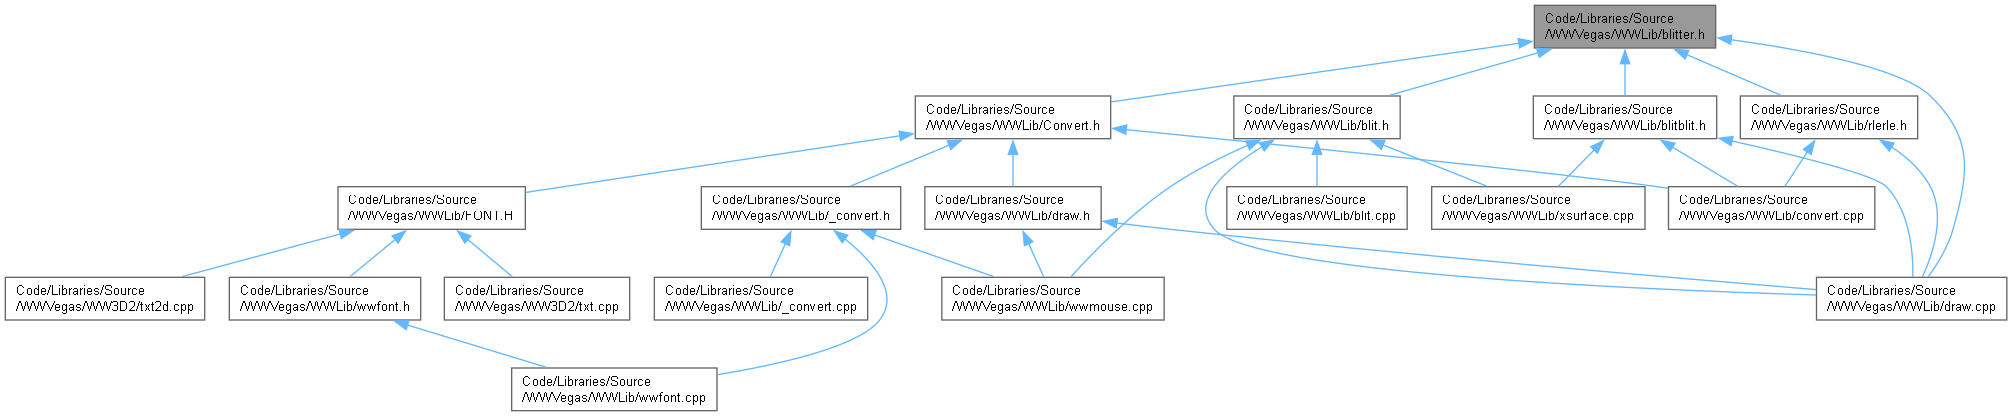 Code/Libraries/Source
/WWVegas/WWLib/blitter.h
Code/Libraries/Source
/WWVegas/WWLib/Convert.h
Code/Libraries/Source
/WWVegas/WWLib/blit.h
Code/Libraries/Source
/WWVegas/WWLib/blitblit.h
Code/Libraries/Source
/WWVegas/WWLib/rlerle.h
Code/Libraries/Source
/WWVegas/WWLib/FONT.H
Code/Libraries/Source
/WWVegas/WWLib/_convert.h
Code/Libraries/Source
/WWVegas/WWLib/draw.h
Code/Libraries/Source
/WWVegas/WWLib/blit.cpp
Code/Libraries/Source
/WWVegas/WWLib/xsurface.cpp
Code/Libraries/Source
/WWVegas/WWLib/convert.cpp
Code/Libraries/Source
/WWVegas/WW3D2/txt2d.cpp
Code/Libraries/Source
/WWVegas/WWLib/wwfont.h
Code/Libraries/Source
/WWVegas/WW3D2/txt.cpp
Code/Libraries/Source
/WWVegas/WWLib/_convert.cpp
Code/Libraries/Source
/WWVegas/WWLib/wwmouse.cpp
Code/Libraries/Source
/WWVegas/WWLib/draw.cpp
Code/Libraries/Source
/WWVegas/WWLib/wwfont.cpp